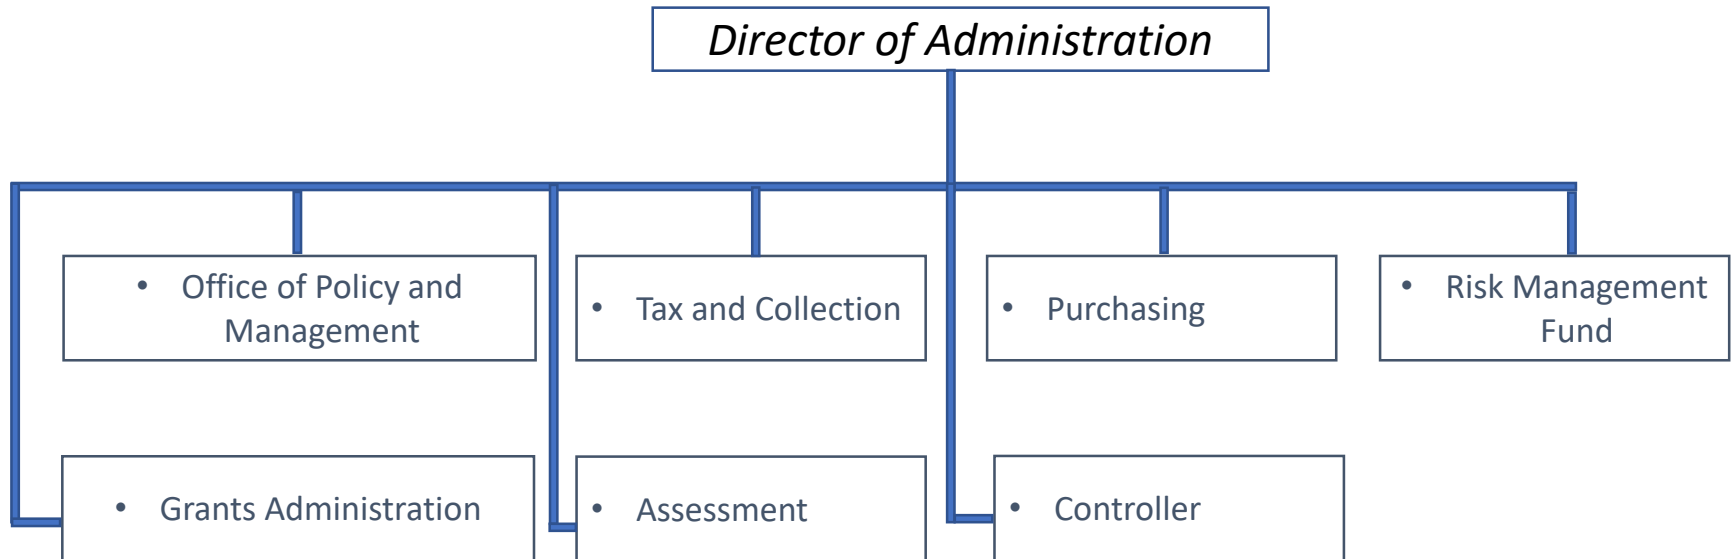 Director of Administration
• Office of Policy and
Management
• Tax and Collection
• Purchasing
• Risk Management
Fund
• Grants Administration
• Assessment
• Controller